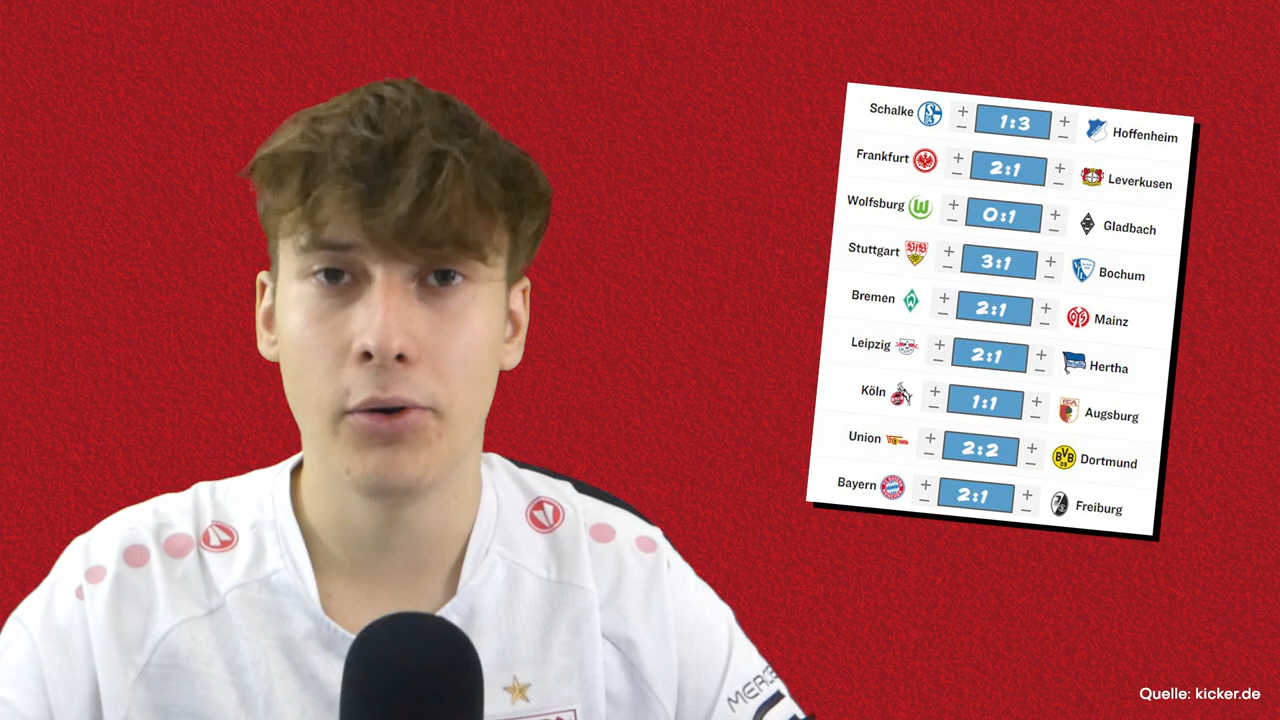 Schalke 1:3 Hoffenheim
Frankfurt 2:1 Leverkusen
Wolfsburg 0:1 Gladbach
Stuttgart 3:1 Bochum
Bremen 2:1 Mainz
Leipzig 2:1 Hertha
Köln 1:1 Augsburg
Union 2:2 Dortmund
Bayern 2:1 Freiburg
Quelle: kicker.de